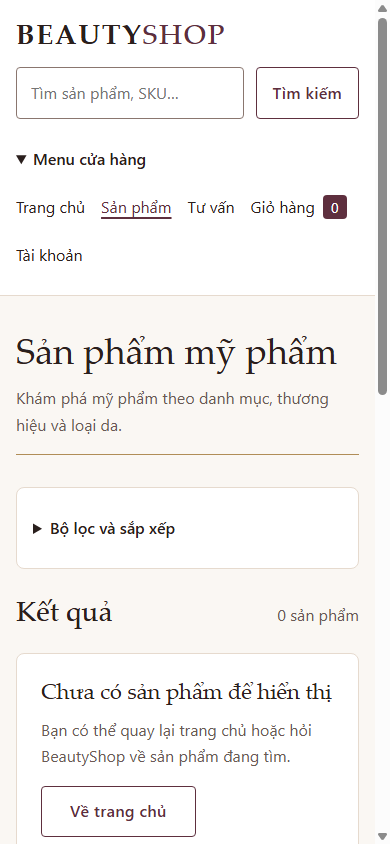 BEAUTYSHOP
Tìm sản phẩm, SKU...
Tìm kiếm
Menu cửa hàng
Trang chủ Sản phẩm Tư vấn Giỏ hàng 0
Tài khoản
Sản phẩm mỹ phẩm
Khám phá mỹ phẩm theo danh mục, thương
hiệu và loại da.
Bộ lọc và sắp xếp
Kết quả
0 sản phẩm
Chưa có sản phẩm để hiển thị
Bạn có thể quay lại trang chủ hoặc hỏi
BeautyShop về sản phẩm đang tìm.
Về trang chủ